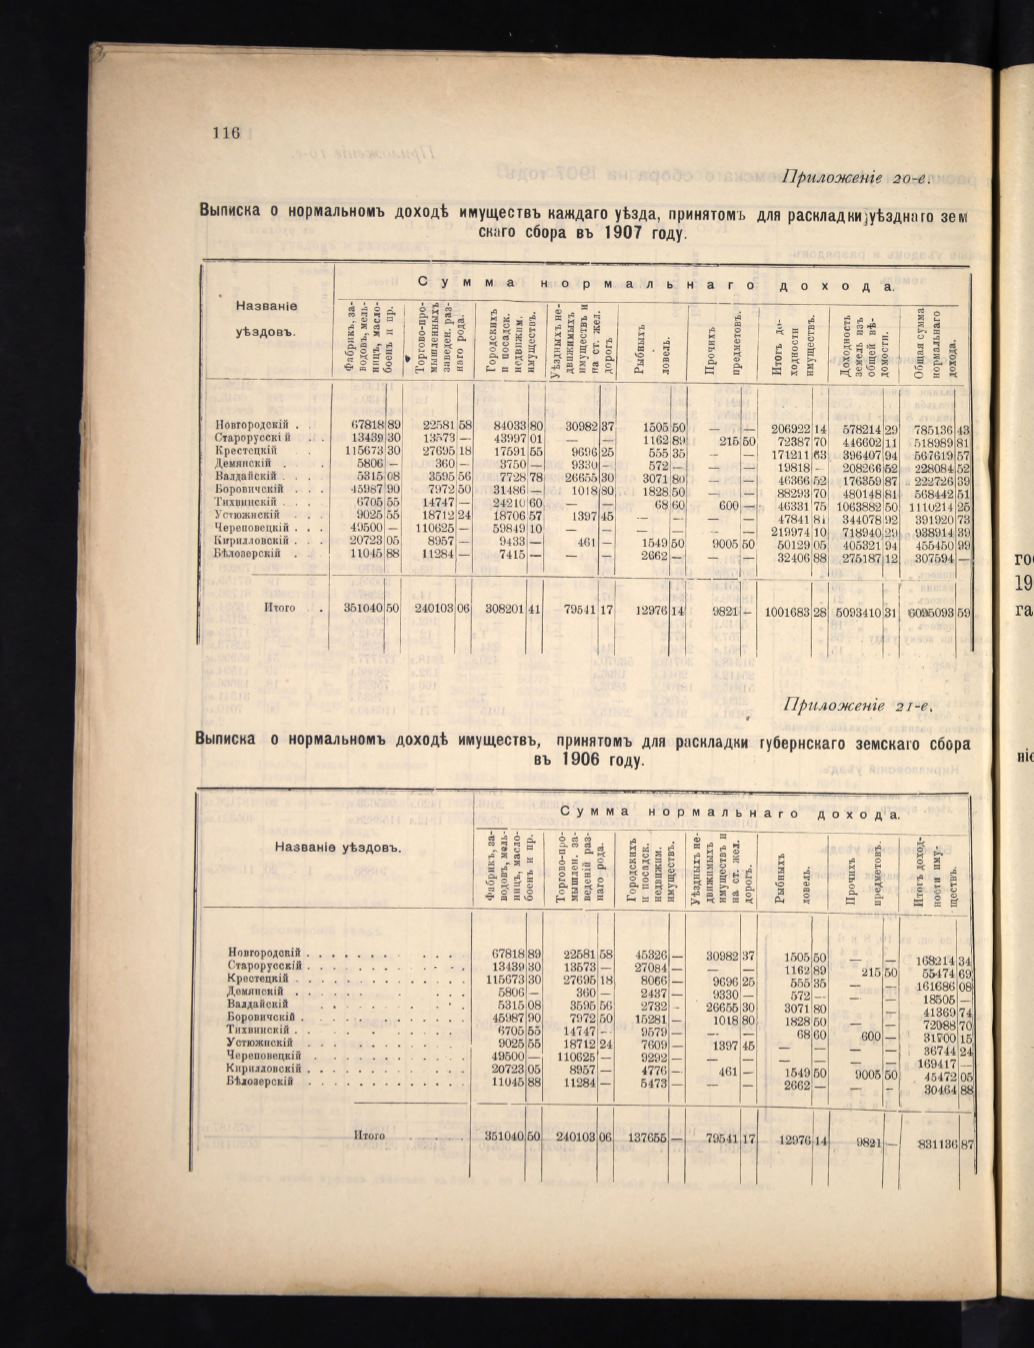 116
Приложеніе 20-е.
Выписка о нормальномъ доходѣ имуществъ каждаго уѣзда, принятомъ для раскладки уѣзднаго зем
скаго сбора въ 1907 году.
Названіе уѣздовъ.
Сумма нормальнаго дохода.
Фабрикъ, заводовъ, мельницъ, маслобоенъ и пр.
Торгово-промышленныхъ заведен. разнаго рода.
Городскихъ и посадск. недвижим. имуществъ.
Уѣздныхъ недвижимыхъ имуществъ и на ст. жел. дорогъ
Рыбныхъ ловель.
Прочихъ предметовъ.
Итогъ доходности имуществъ.
Доходность земель изъ общей вѣдомости.
Общая сумма нормальнаго дохода.
Новгородскій . . 67818 89 22581 58 84033 80 30982 37 1505 50 — — 206922 14 578214 29 785136 43
Старорусскій . . 13439 30 13573 — 43997 01 — — 1162 89 215 50 72387 70 446602 11 518989 81
Крестецкій . . 115673 30 27695 18 17591 55 9696 25 555 35 — — 171211 63 396407 94 567619 57
Демянскій . . 5806 — 360 — 3750 — 9330 — 572 — — — 19818 — 208266 52 228084 52
Валдайскій . . . 5315 08 3595 56 7728 78 26655 30 3071 80 — — 46366 52 176359 87 222726 39
Боровичскій . . . 45987 90 7972 50 31486 — 1018 80 1828 50 — — 88293 70 480148 81 568442 51
Тихвинскій . . . 6705 55 14747 — 24210 60 — — 68 60 600 — 46331 75 1063882 50 1110214 25
Устюжнскій . . . 9025 55 18712 24 18706 57 1397 45 — — — — 47841 81 344078 92 391920 73
Череповецкій . . . 49500 — 110625 — 59849 10 — — — — — — 219974 10 718940 29 938914 39
Кирилловскій . . . 20723 05 8957 — 9433 — 461 — 1549 50 9005 50 50129 05 405321 94 455450 99
Бѣлозерскій . . 11045 88 11284 — 7415 — — — 2662 — — — 32406 88 275187 12 307594 —
Итого . 351040 50 240103 06 308201 41 79541 17 12976 14 9821 — 1001683 28 5093410 31 6095093 59
Приложеніе 21-е.
Выписка о нормальномъ доходѣ имуществъ, принятомъ для раскладки губернскаго земскаго сбора
въ 1906 году.
Названіе уѣздовъ.
Сумма нормальнаго дохода.
Фабрикъ, заводовъ, мельницъ, маслобоенъ и пр.
Торгово-промышлен. заведеній разнаго рода.
Городскихъ и посадск. недвижим. имуществъ.
Уѣздныхъ недвижимыхъ имуществъ и на ст. жел. дорогъ.
Рыбныхъ ловель.
Прочихъ предметовъ.
Итогъ доходности имуществъ.
Новгородскій . . . 67818 89 22581 58 45326 — 30982 37 1505 50 — — 168214 34
Старорусскій . . . 13439 30 13573 — 27084 — — — 1162 89 215 50 55474 69
Крестецкій . . . 115673 30 27695 18 8066 — 9696 25 555 35 — — 161686 08
Демянскій . . . 5806 — 360 — 2437 — 9330 — 572 — — — 18505 —
Валдайскій . . . 5315 08 3595 56 2732 - 26655 30 3071 80 41369 74
Боровичскій . . . 45987 90 7972 50 15281 — 1018 80 1828 50 — — 72088 70
Тихвинскій . . . 6705 55 14747 — 9579 — — — 68 60 600 — 31700 15
Устюжнскій . . . 9025 55 18712 24 7609 — 1397 45 — — — — 36744 24
Череповецкій . . . 49500 — 110625 — 9292 — — — — — — — 169417 —
Кирилловскій . . . 20723 05 8957 — 4776 — 461 — 1549 50 9005 50 45472 05
Бѣлозерскій . . . 11045 88 11284 — 5473 — — — 2662 — — - 30464 88
Итого . . . 351040 50 240103 06 137655 — 79541 17 12976 14 9821 — 831136 87
19